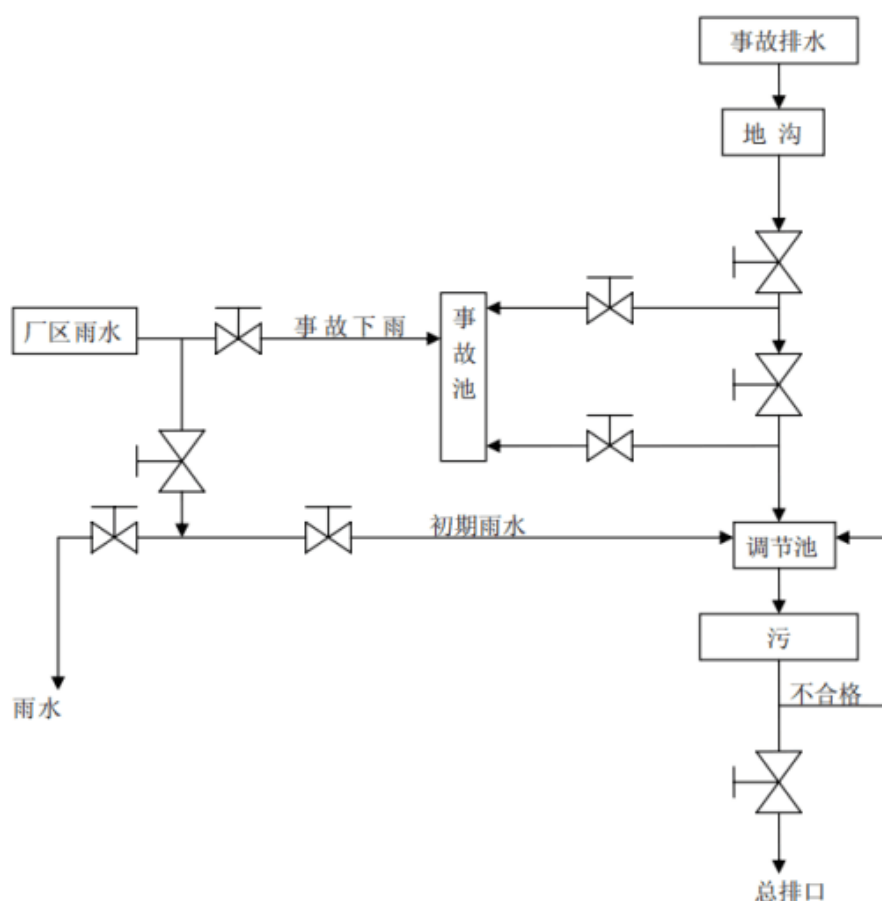 事故排水
地 沟
厂区雨水
事故下雨
事
故
池
初期雨水
调节池
污
雨水
不合格
总排口